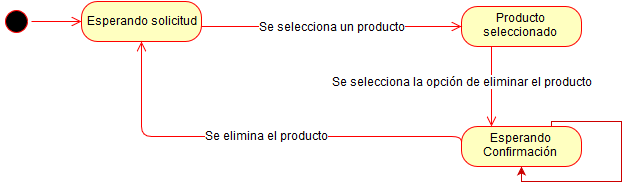 Esperando solicitud
Se selecciona un producto
Producto
seleccionado
Se selecciona la opción de eliminar el producto
Se elimina el producto
Esperando
Confirmación